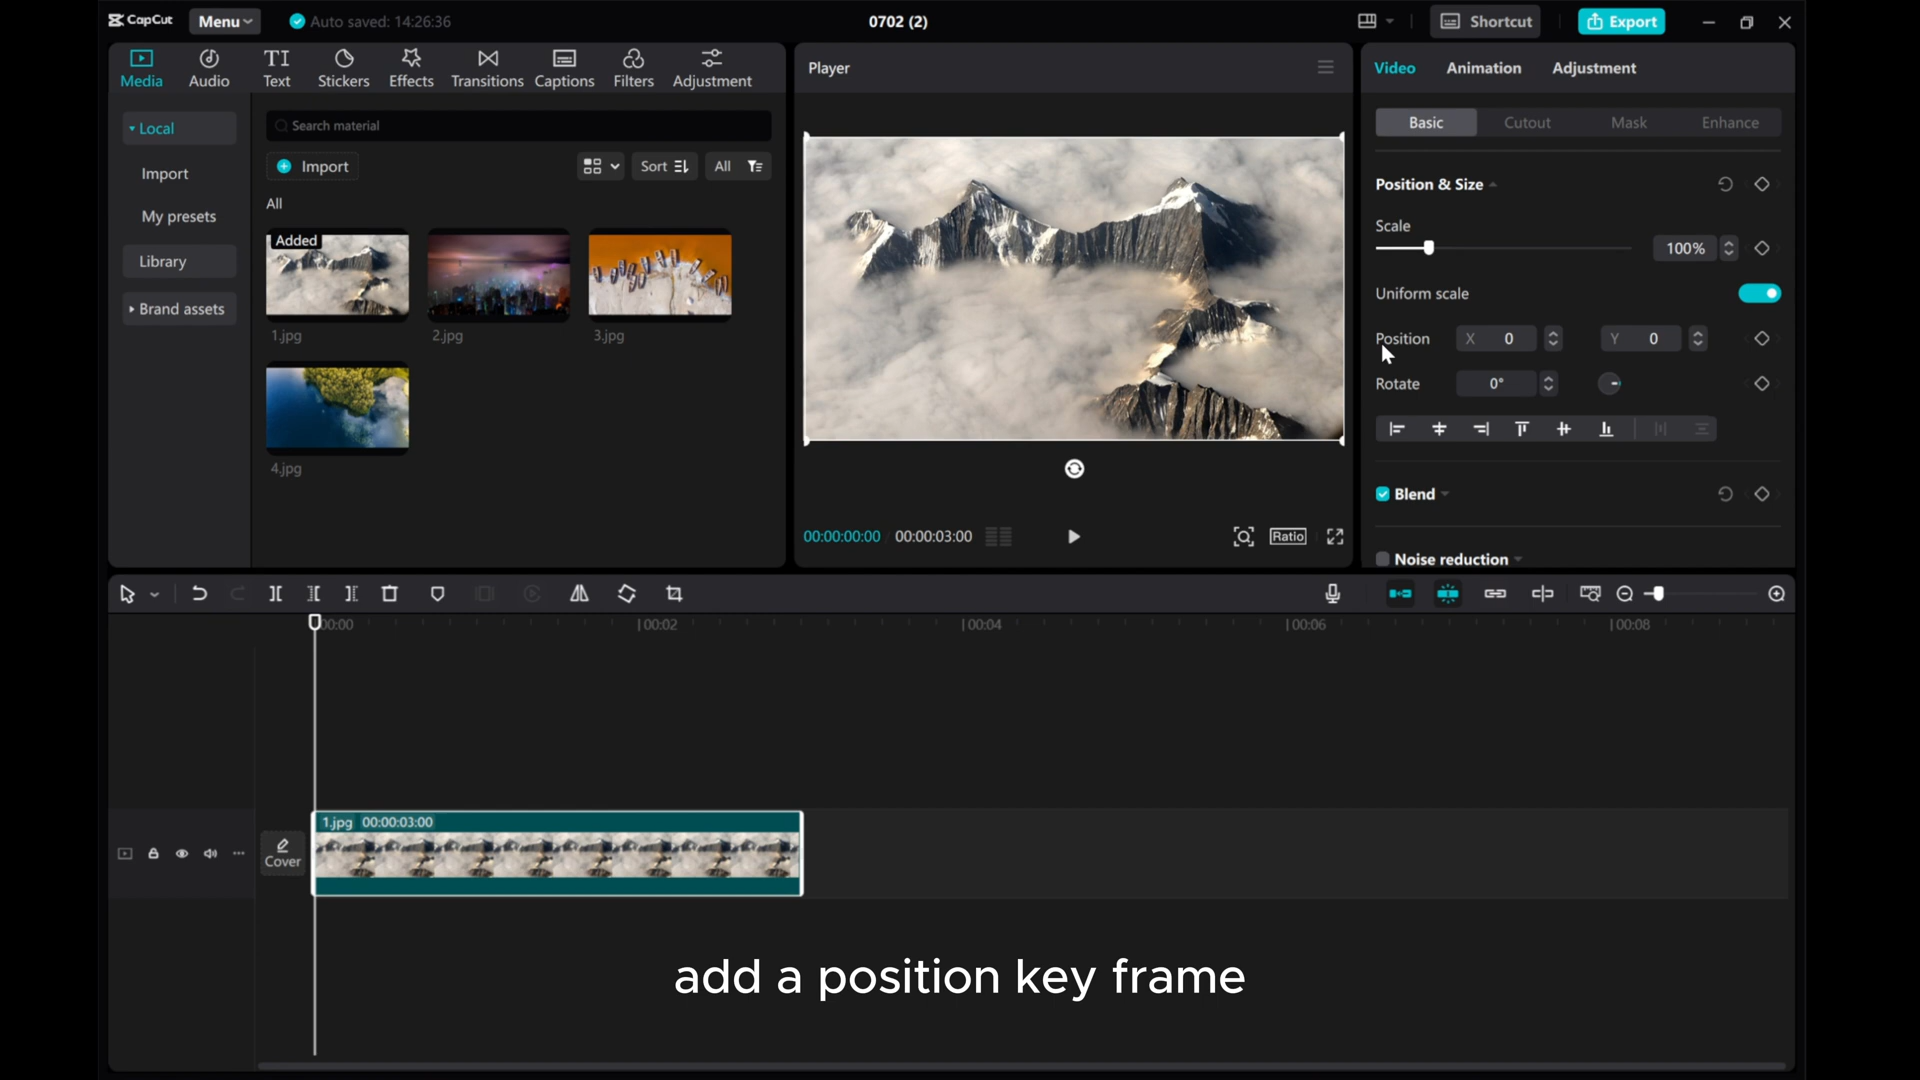 CapCut
Menu
Auto saved: 14:26:36
0702 (2)
Shortcut
Export
Media
Audio
TI
Text
Stickers
Effects
Transitions
Captions
Filters
Adjustment
Local
Import
My presets
Library
Brand assets
Search material
Import
Sort
All
All
Added
1.jpg
2.jpg
3.jpg
4.jpg
Player
00:00:00:00
00:00:03:00
Ratio
Video
Animation
Adjustment
Basic
Cutout
Mask
Enhance
Position & Size
Scale
100%
Uniform scale
Position
X 0
Y 0
Rotate
0°
Blend
Noise reduction
00:00
00:02
00:04
00:06
00:08
1.jpg 00:00:03:00
Cover
add a position key frame